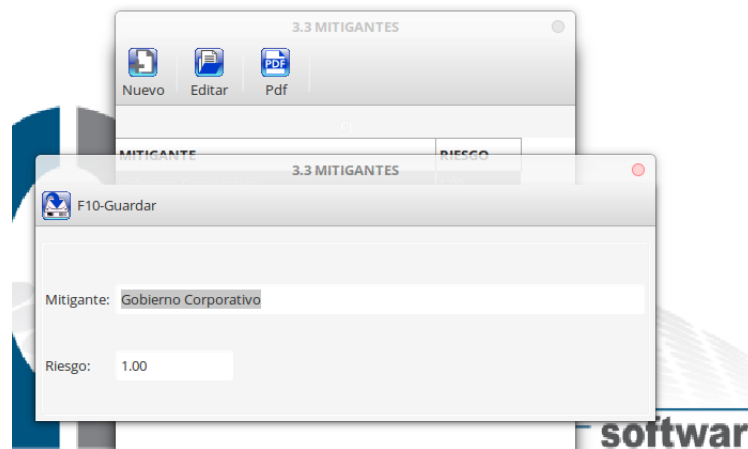 3.3 MITIGANTES
Nuevo Editar Pdf
PDF
MITIGANTE RIESGO
3.3 MITIGANTES
F10-Guardar
Mitigante: Gobierno Corporativo
Riesgo: 1.00
softwar